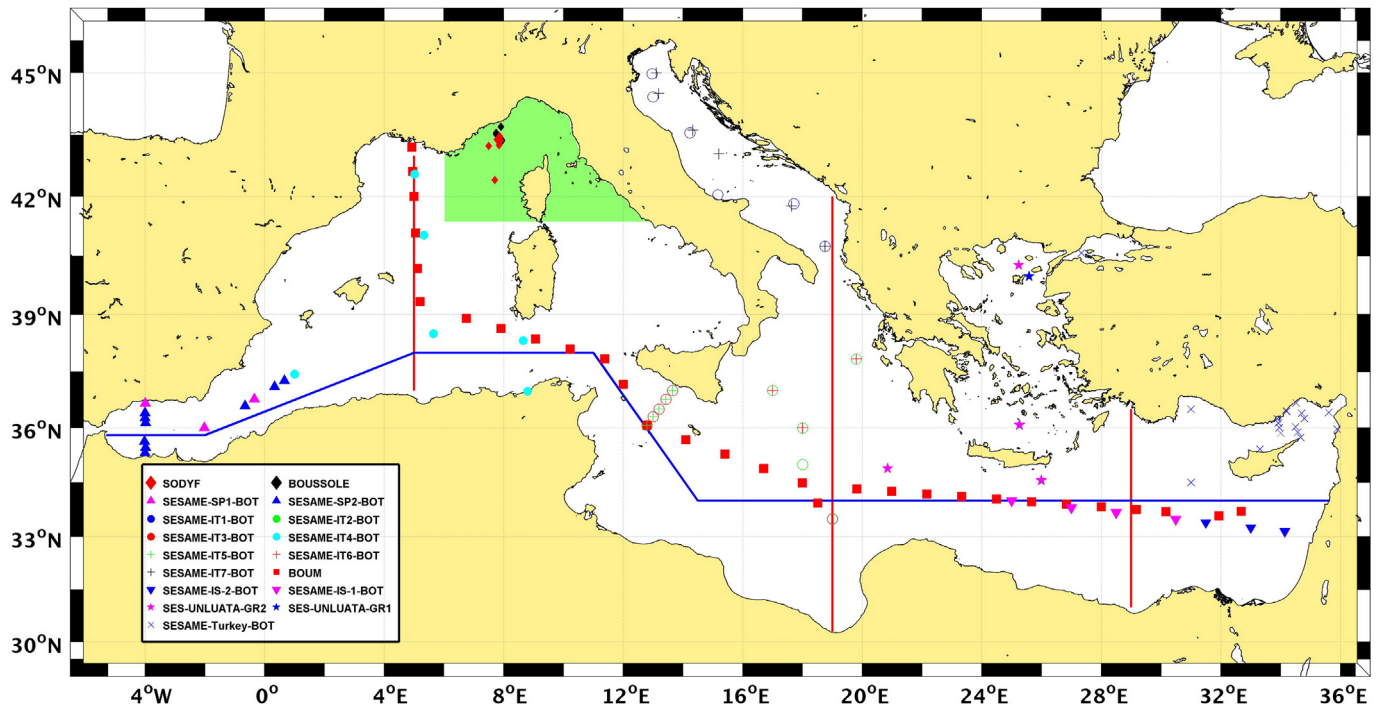 45°N
42°N
39°N
36°N
33°N
30°N
SODYF BOUSSOLE
SESAME-SP1-BOT SESAME-SP2-BOT
SESAME-IT1-BOT SESAME-IT2-BOT
SESAME-IT3-BOT SESAME-IT4-BOT
SESAME-IT5-BOT SESAME-IT6-BOT
SESAME-IT7-BOT BOUM
SESAME-IS-2-BOT SESAME-IS-1-BOT
SES-UNLUATA-GR2 SES-UNLUATA-GR1
SESAME-Turkey-BOT
4°W 0° 4°E 8°E 12°E 16°E 20°E 24°E 28°E 32°E 36°E